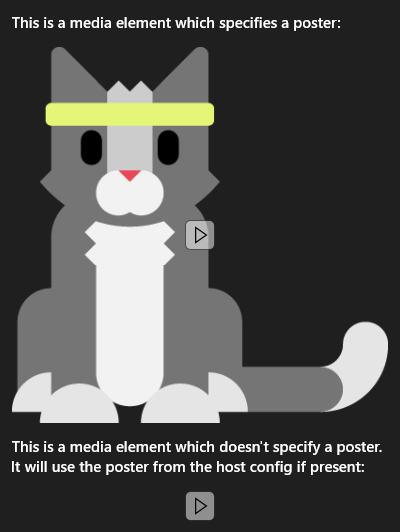 This is a media element which specifies a poster:
This is a media element which doesn't specify a poster.
It will use the poster from the host config if present: